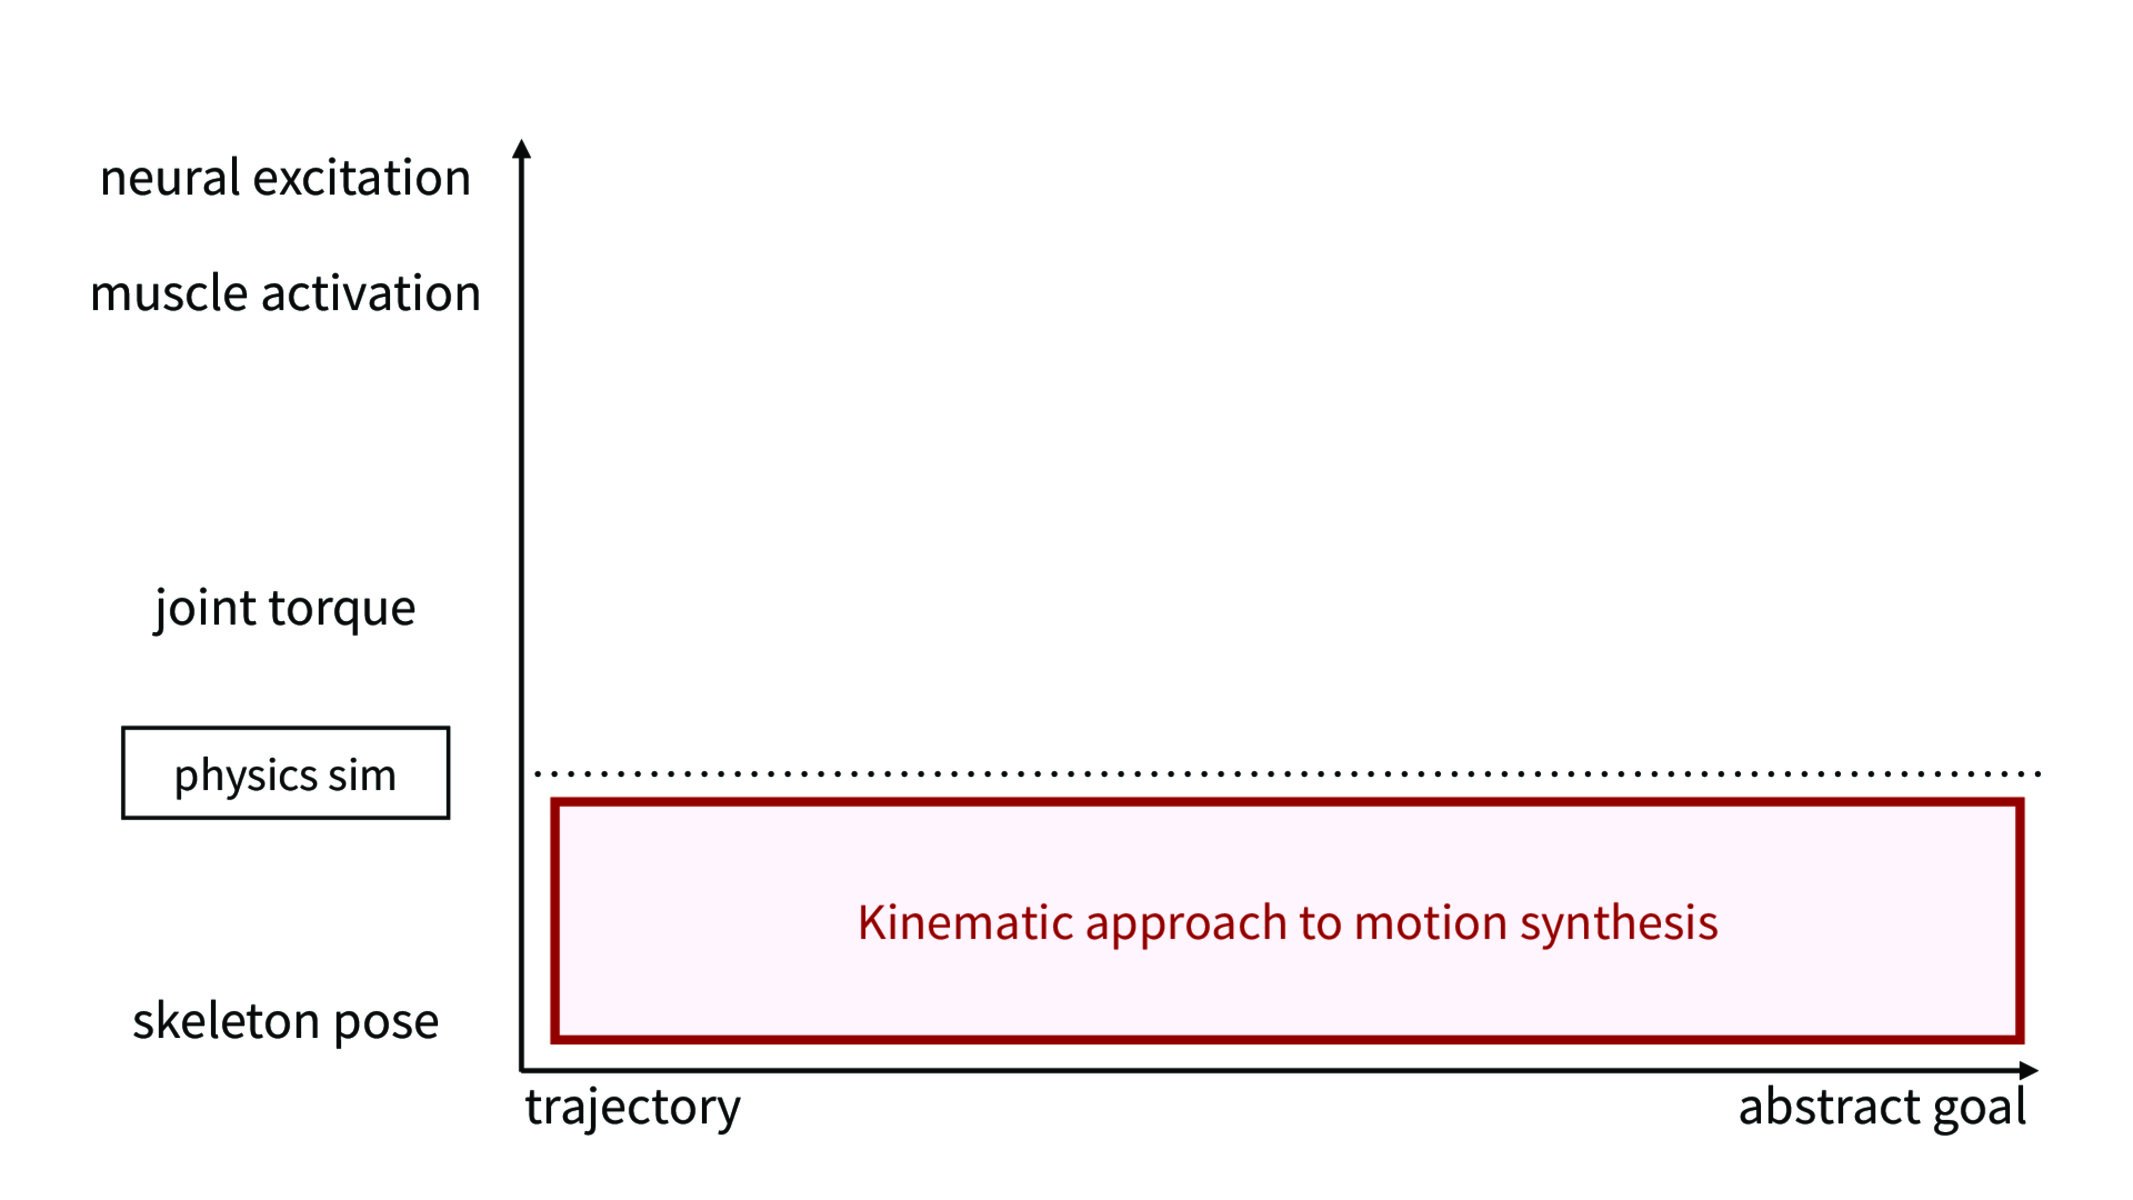 neural excitation
muscle activation
joint torque
physics sim
Kinematic approach to motion synthesis
skeleton pose
trajectory
abstract goal